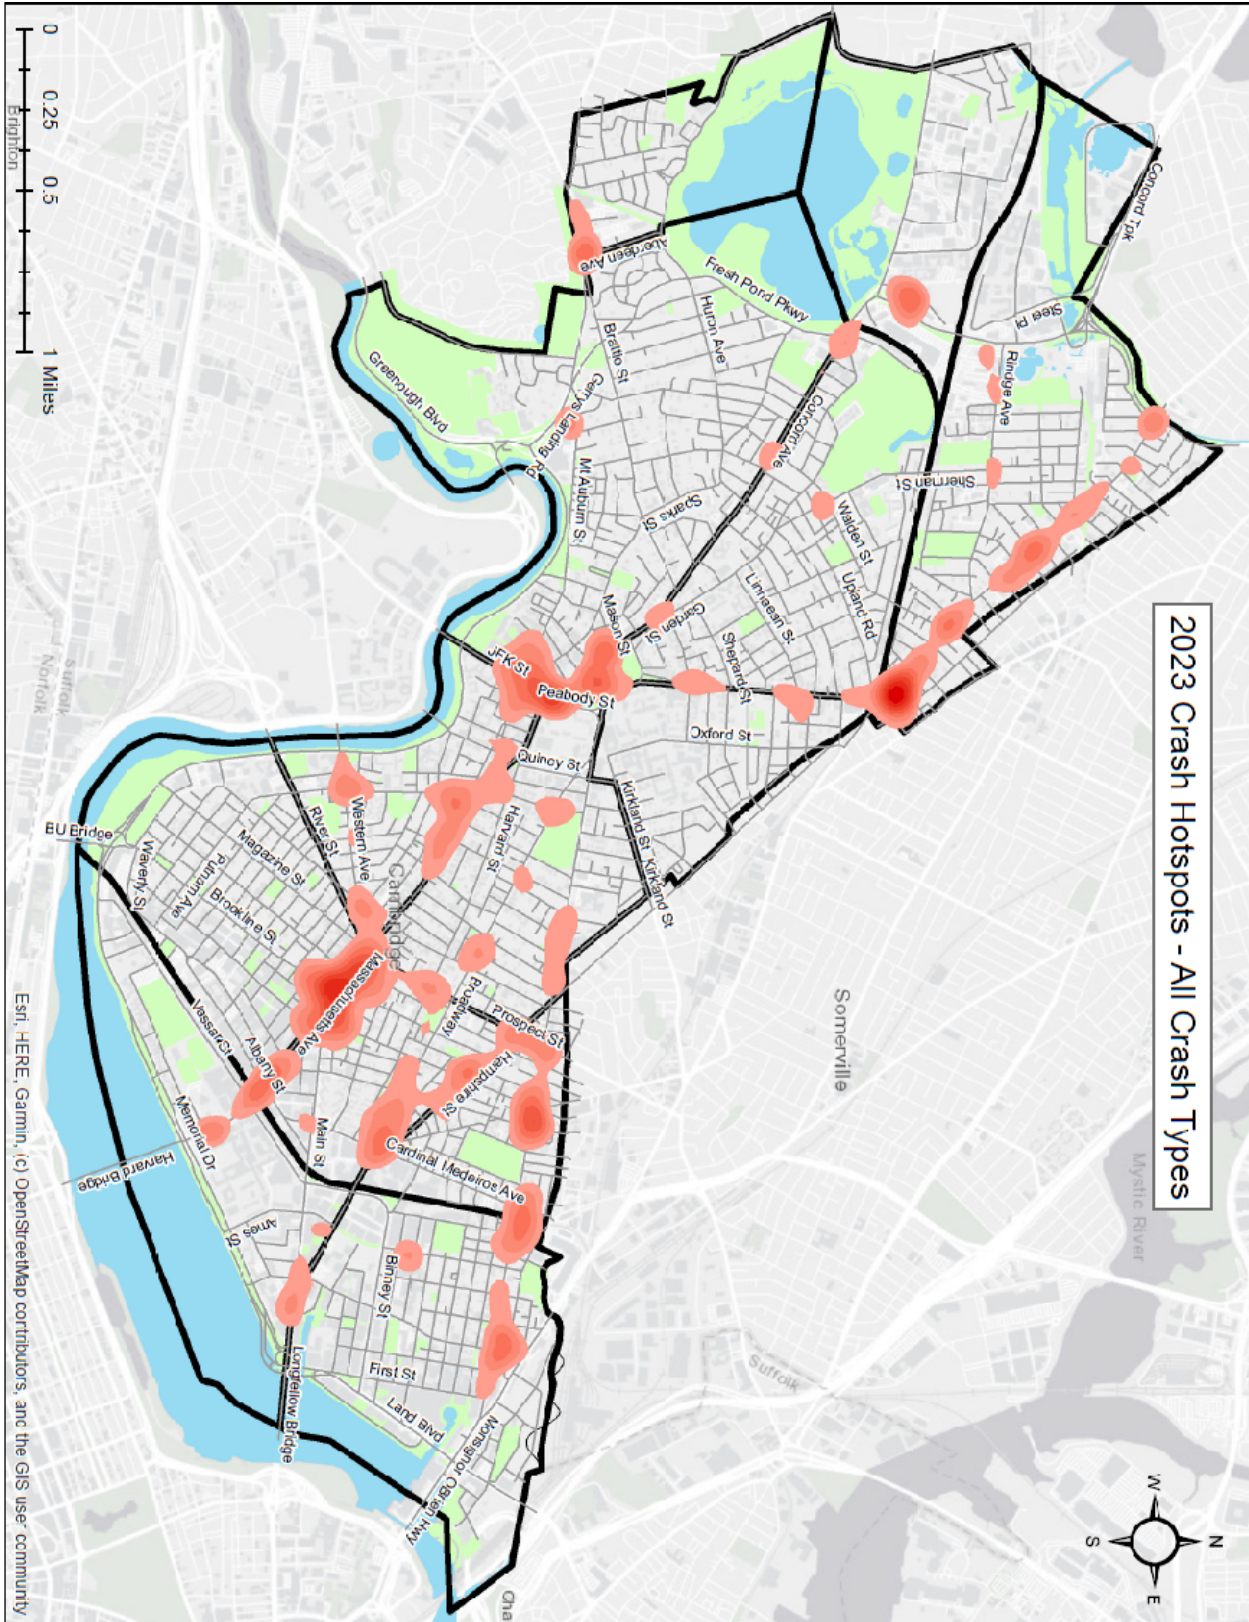 2023 Crash Hotspots - All Crash Types
N
W
E
S
Concord Tpk
Steel Pl
Rindge Ave
Sherman St
Fresh Pond Pkwy
Aberdeen Ave
Huron Ave
Brattle St
Concord Ave
Walden St
Upland Rd
Linnaean St
Sparks St
Gerrys Landing Rd
Greenough Blvd
Mt Auburn St
Garden St
Mason St
Shepard St
Oxford St
JFK St
Peabody St
Quincy St
Kirkland St
Kirkland St
Harvard St
Somerville
Mystic River
Cambridge
Western Ave
River St
Magazine St
Putnam Ave
Brookline St
Waverly St
BU Bridge
Massachusetts Ave
Broadway
Prospect St
Hampshire St
Cardinal Medeiros Ave
Vassar St
Albany St
Main St
Memorial Dr
Harvard Bridge
Ames St
Binney St
First St
Land Blvd
Longfellow Bridge
Monsignor OBrien Hwy
Suffolk
Cha
Suffolk
Norfolk
Brighton
0 0.25 0.5 1 Miles
Esri, HERE, Garmin, (c) OpenStreetMap contributors, and the GIS user community